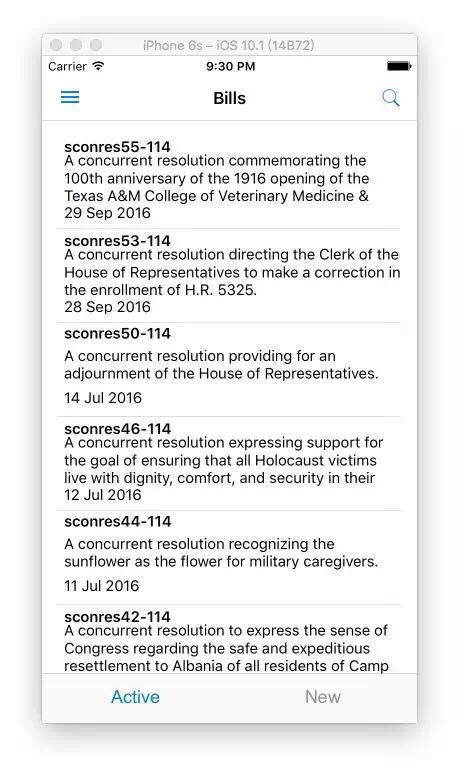 iPhone 6s – iOS 10.1 (14B72)
Carrier 9:30 PM
Bills
sconres55-114
A concurrent resolution commemorating the
100th anniversary of the 1916 opening of the
Texas A&M College of Veterinary Medicine &
29 Sep 2016
sconres53-114
A concurrent resolution directing the Clerk of the
House of Representatives to make a correction in
the enrollment of H.R. 5325.
28 Sep 2016
sconres50-114
A concurrent resolution providing for an
adjournment of the House of Representatives.
14 Jul 2016
sconres46-114
A concurrent resolution expressing support for
the goal of ensuring that all Holocaust victims
live with dignity, comfort, and security in their
12 Jul 2016
sconres44-114
A concurrent resolution recognizing the
sunflower as the flower for military caregivers.
11 Jul 2016
sconres42-114
A concurrent resolution to express the sense of
Congress regarding the safe and expeditious
resettlement to Albania of all residents of Camp
Active New